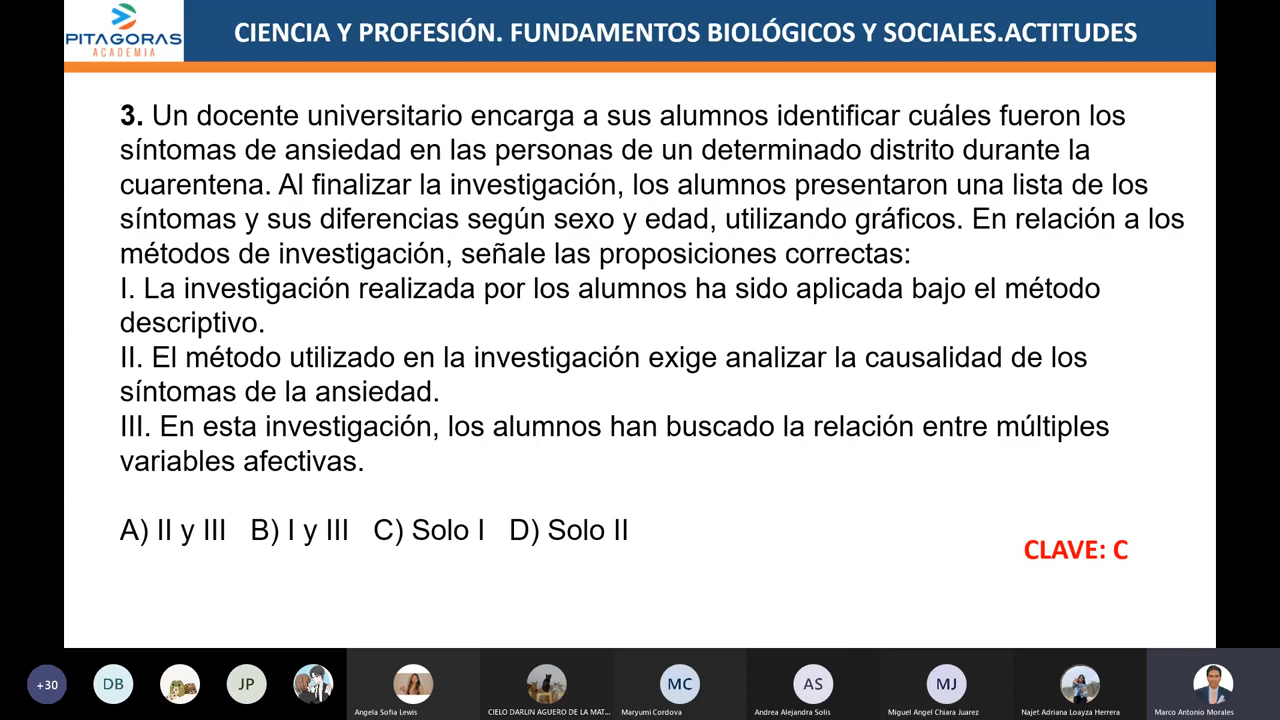 PITAGORAS
ACADEMIA
CIENCIA Y PROFESIÓN. FUNDAMENTOS BIOLÓGICOS Y SOCIALES.ACTITUDES
3. Un docente universitario encarga a sus alumnos identificar cuáles fueron los
síntomas de ansiedad en las personas de un determinado distrito durante la
cuarentena. Al finalizar la investigación, los alumnos presentaron una lista de los
síntomas y sus diferencias según sexo y edad, utilizando gráficos. En relación a los
métodos de investigación, señale las proposiciones correctas:
I. La investigación realizada por los alumnos ha sido aplicada bajo el método
descriptivo.
II. El método utilizado en la investigación exige analizar la causalidad de los
síntomas de la ansiedad.
III. En esta investigación, los alumnos han buscado la relación entre múltiples
variables afectivas.
A) II y III B) I y III C) Solo I D) Solo II
CLAVE: C
+30 DB JP MC AS MJ
Angela Sofia Lewis CIELO DARLIN AGUERO DE LA MAT... Maryumi Cordova Andrea Alejandra Solis Miguel Angel Chiara Juarez Najet Adriana Loayza Herrera Marco Antonio Morales